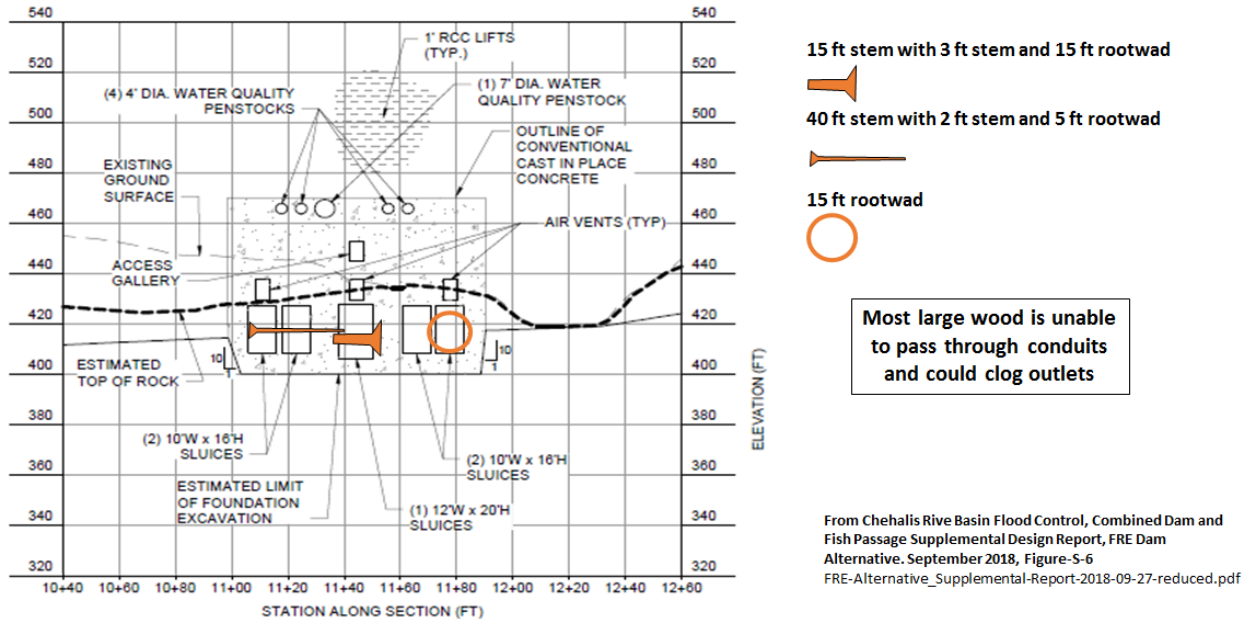 540
520
500
480
460
440
420
400
380
360
340
320
1' RCC LIFTS
(TYP.)
(4) 4' DIA. WATER QUALITY
PENSTOCKS
(1) 7' DIA. WATER
QUALITY PENSTOCK
OUTLINE OF
CONVENTIONAL
CAST IN PLACE
CONCRETE
EXISTING
GROUND
SURFACE
AIR VENTS (TYP)
ACCESS
GALLERY
ESTIMATED
TOP OF ROCK
10
1
10
1
(2) 10'W x 16'H
SLUICES
(2) 10'W x 16'H
SLUICES
ESTIMATED LIMIT
OF FOUNDATION
EXCAVATION
(1) 12'W x 20'H
SLUICES
540
520
500
480
460
440
420
400
380
360
340
320
ELEVATION (FT)
10+40
10+60
10+80
11+00
11+20
11+40
11+60
11+80
12+00
12+20
12+40
12+60
STATION ALONG SECTION (FT)
15 ft stem with 3 ft stem and 15 ft rootwad
40 ft stem with 2 ft stem and 5 ft rootwad
15 ft rootwad
Most large wood is unable
to pass through conduits
and could clog outlets
From Chehalis Rive Basin Flood Control, Combined Dam and
Fish Passage Supplemental Design Report, FRE Dam
Alternative. September 2018, Figure-S-6
FRE-Alternative_Supplemental-Report-2018-09-27-reduced.pdf